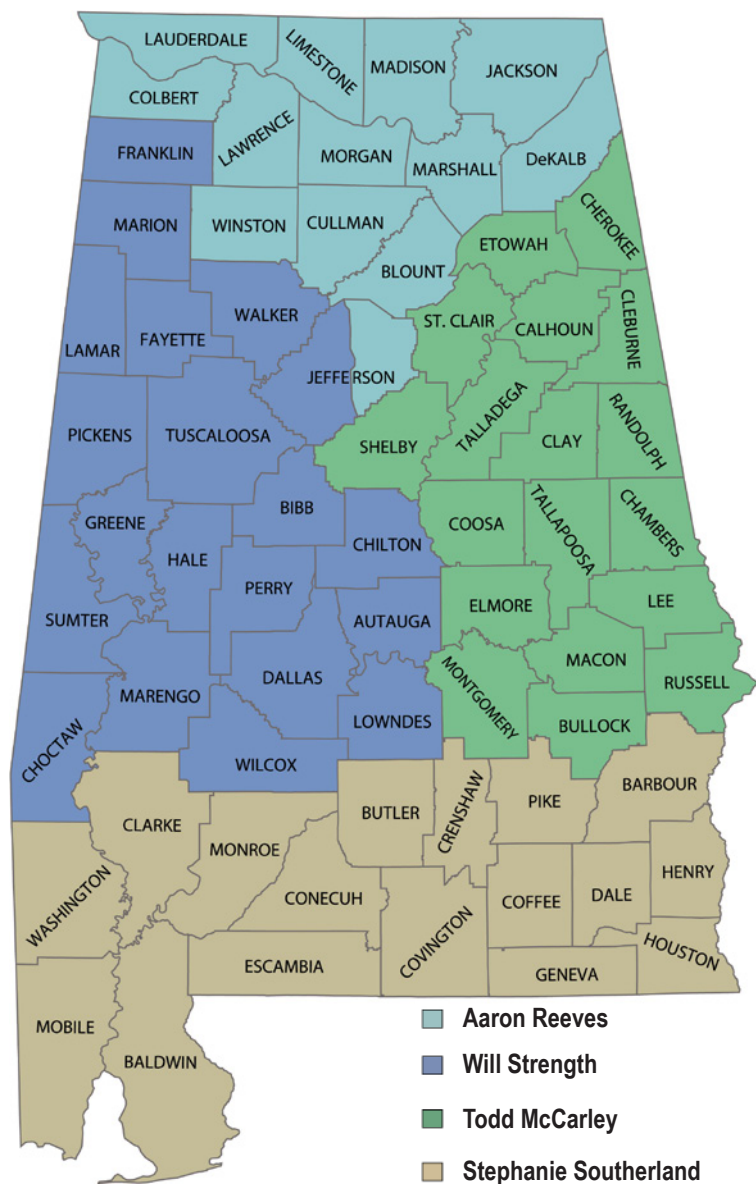 LAUDERDALE
LIMESTONE
MADISON
JACKSON
COLBERT
LAWRENCE
FRANKLIN
MORGAN
MARSHALL
DeKALB
MARION
WINSTON
CULLMAN
CHEROKEE
ETOWAH
BLOUNT
WALKER
ST. CLAIR
CALHOUN
CLEBURNE
LAMAR
FAYETTE
JEFFERSON
TALLADEGA
PICKENS
TUSCALOOSA
SHELBY
CLAY
RANDOLPH
BIBB
GREENE
HALE
CHILTON
COOSA
TALLAPOOSA
CHAMBERS
PERRY
SUMTER
AUTAUGA
ELMORE
LEE
MARENGO
DALLAS
LOWNDES
MONTGOMERY
MACON
RUSSELL
BULLOCK
CHOCTAW
WILCOX
CLARKE
BUTLER
CRENSHAW
PIKE
BARBOUR
MONROE
WASHINGTON
CONECUH
COVINGTON
COFFEE
DALE
HENRY
HOUSTON
ESCAMBIA
GENEVA
MOBILE
BALDWIN
Aaron Reeves
Will Strength
Todd McCarley
Stephanie Southerland